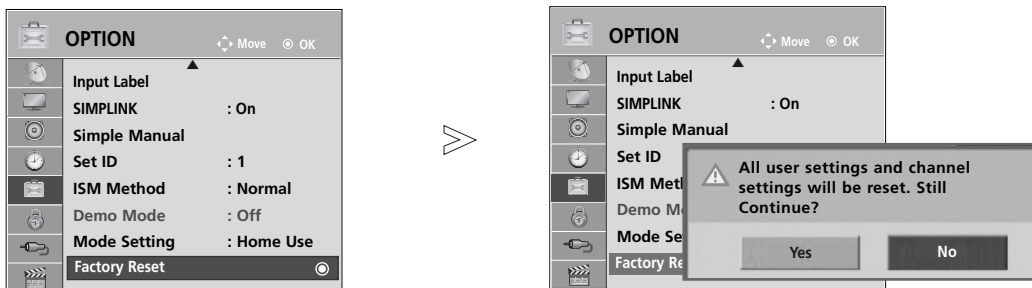 OPTION
Move OK
Input Label
SIMPLINK : On
Simple Manual
Set ID : 1
ISM Method : Normal
Demo Mode : Off
Mode Setting : Home Use
Factory Reset
OPTION
Move OK
Input Label
SIMPLINK : On
Simple Manual
Set ID
ISM Meth
Demo M
Mode Se
Factory Re
All user settings and channel
settings will be reset. Still
Continue?
Yes No